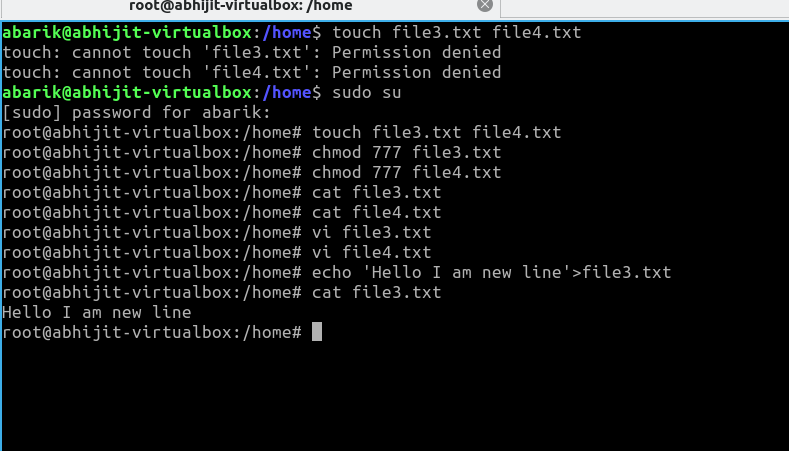 root@abhijit-virtualbox: /home
abarik@abhijit-virtualbox:/home$ touch file3.txt file4.txt
touch: cannot touch 'file3.txt': Permission denied
touch: cannot touch 'file4.txt': Permission denied
abarik@abhijit-virtualbox:/home$ sudo su
[sudo] password for abarik:
root@abhijit-virtualbox:/home# touch file3.txt file4.txt
root@abhijit-virtualbox:/home# chmod 777 file3.txt
root@abhijit-virtualbox:/home# chmod 777 file4.txt
root@abhijit-virtualbox:/home# cat file3.txt
root@abhijit-virtualbox:/home# cat file4.txt
root@abhijit-virtualbox:/home# vi file3.txt
root@abhijit-virtualbox:/home# vi file4.txt
root@abhijit-virtualbox:/home# echo 'Hello I am new line'>file3.txt
root@abhijit-virtualbox:/home# cat file3.txt
Hello I am new line
root@abhijit-virtualbox:/home#